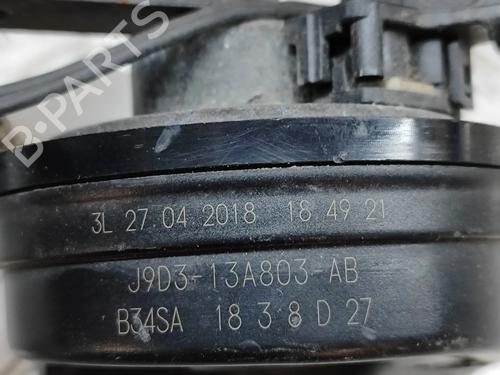 B-PARTS
3L 27 04 2018 18 49 21
J9D3-13A803-AB
B34SA 18 3 8 D 27